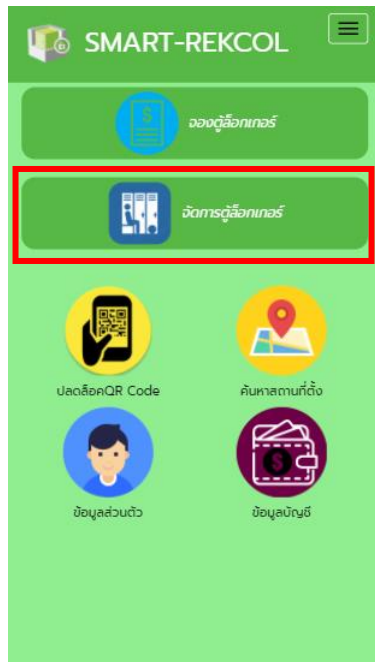 SMART-REKCOL
จองตู้ล็อกเกอร์
จัดการตู้ล็อกเกอร์
ปลดล็อคQR Code
ค้นหาสถานที่ตั้ง
ข้อมูลส่วนตัว
ข้อมูลบัญชี